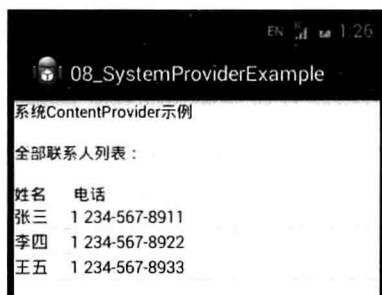 EN 1:26
08_SystemProviderExample
系统ContentProvider示例
全部联系人列表：
姓名 电话
张三 1 234-567-8911
李四 1 234-567-8922
王五 1 234-567-8933